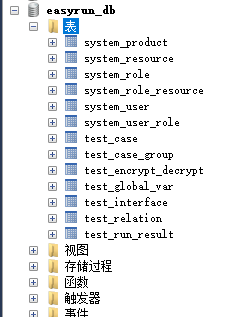 easyrun_db
表
system_product
system_resource
system_role
system_role_resource
system_user
system_user_role
test_case
test_case_group
test_encrypt_decrypt
test_global_var
test_interface
test_relation
test_run_result
视图
存储过程
函数
触发器
事件